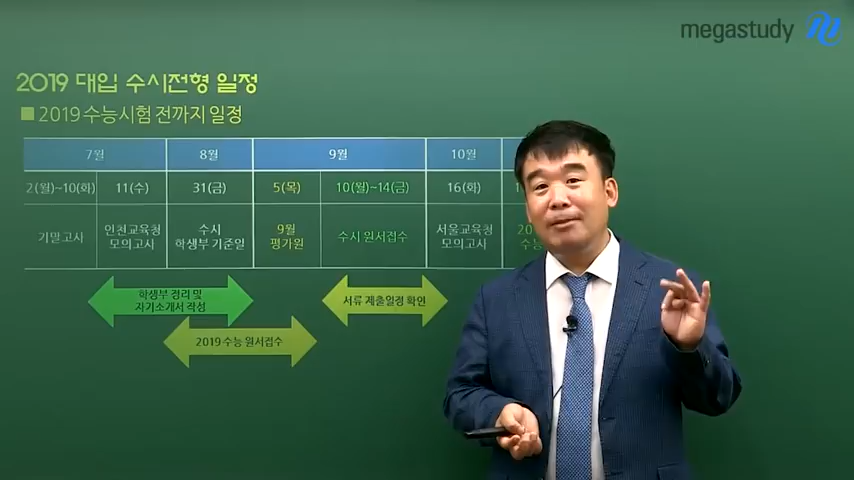 megastudy
2019 대입 수시전형 일정
2019 수능시험 전까지 일정
7월 8월 9월 10월
2(월)~10(화) 11(수) 31(금) 5(목) 10(월)~14(금) 16(화)
기말고사
인천교육청
모의고사
수시
학생부 기준일
9월
평가원
수시 원서접수
서울교육청
모의고사
학생부 정리 및
자기소개서 작성
서류 제출일정 확인
2019 수능 원서접수